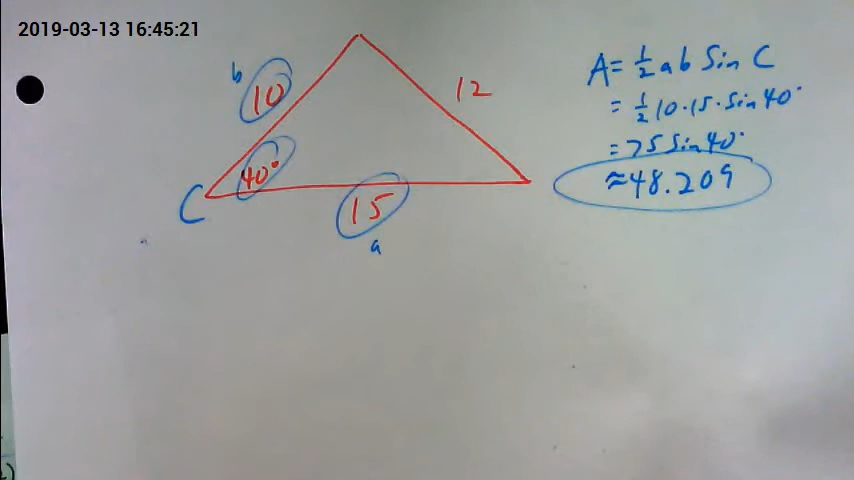 2019-03-13 16:45:21
b
10
12
40°
C
15
a
A = ½ a b Sin C
= ½ 10 · 15 · Sin 40°
= 75 Sin 40°
≈ 48.209